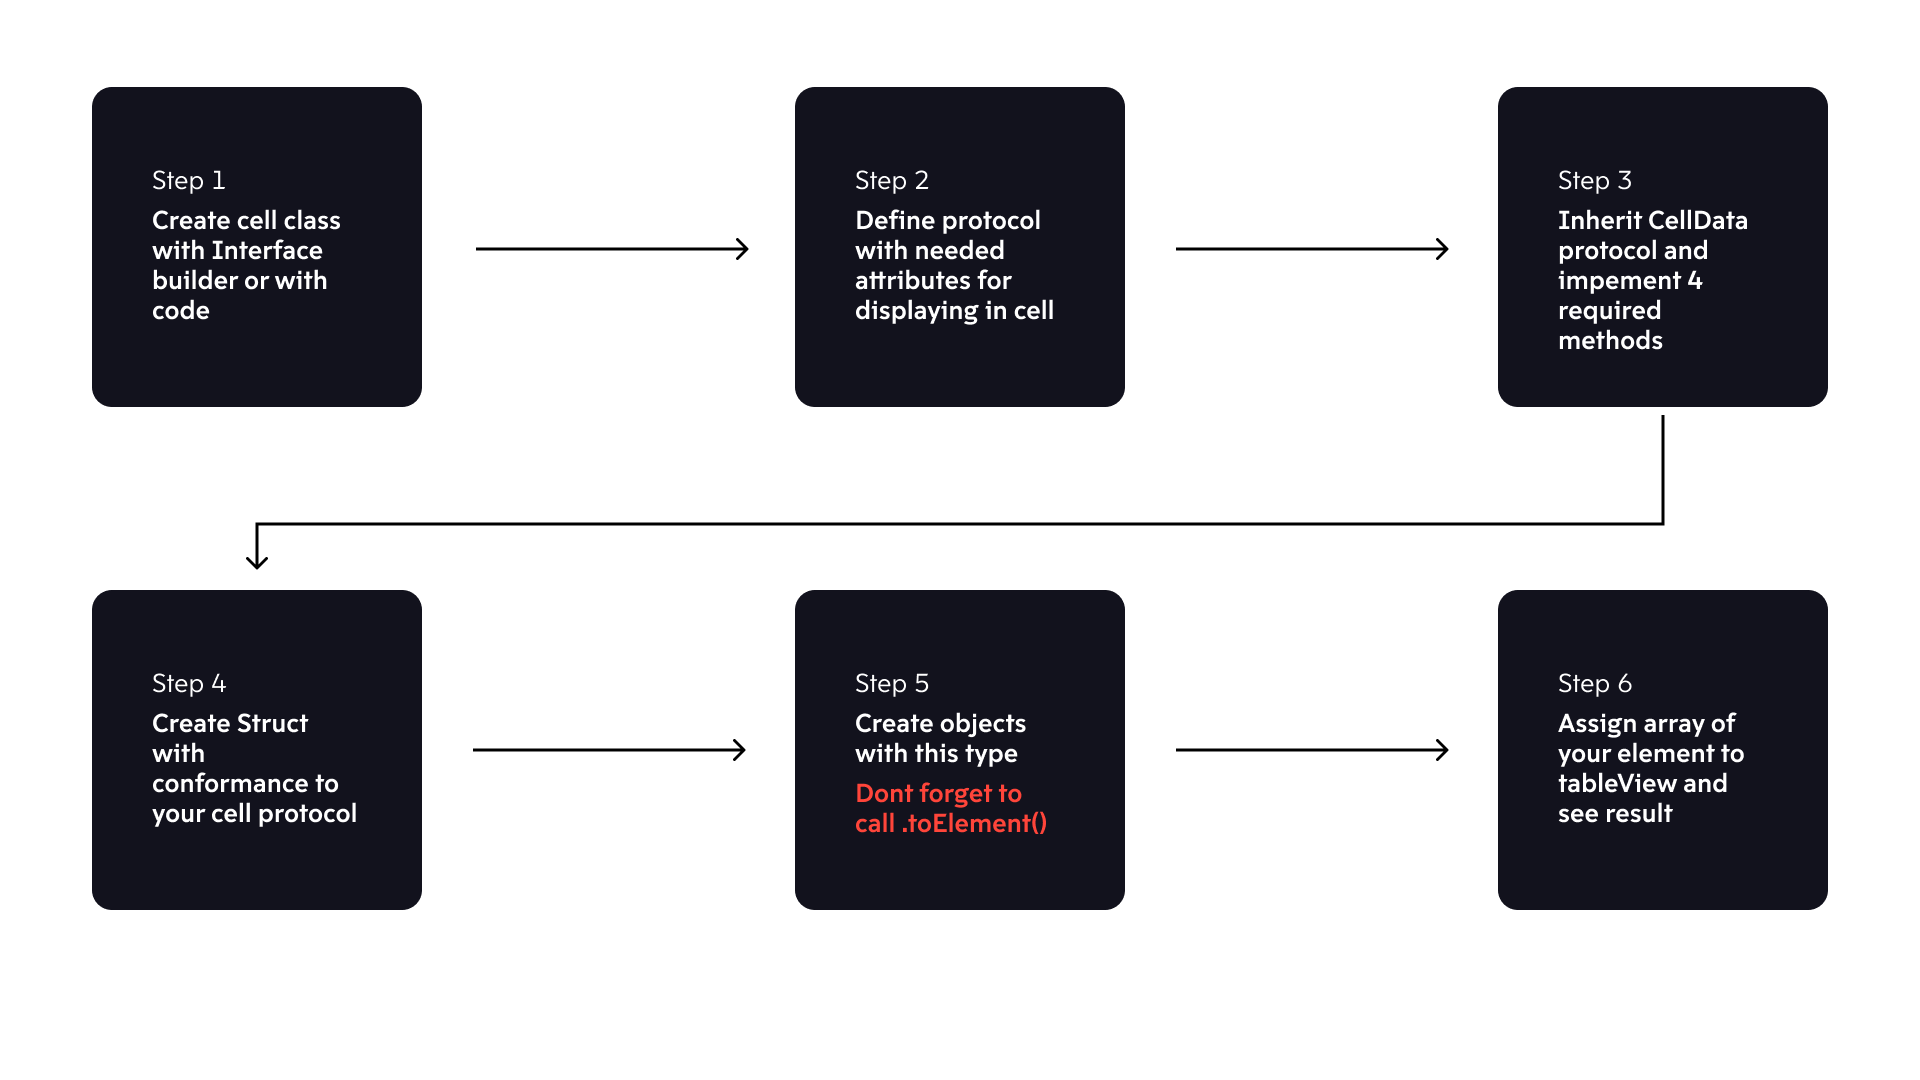 Step 1
Create cell class
with Interface
builder or with
code
Step 2
Define protocol
with needed
attributes for
displaying in cell
Step 3
Inherit CellData
protocol and
impement 4
required
methods
Step 4
Create Struct
with
conformance to
your cell protocol
Step 5
Create objects
with this type
Dont forget to
call .toElement()
Step 6
Assign array of
your element to
tableView and
see result